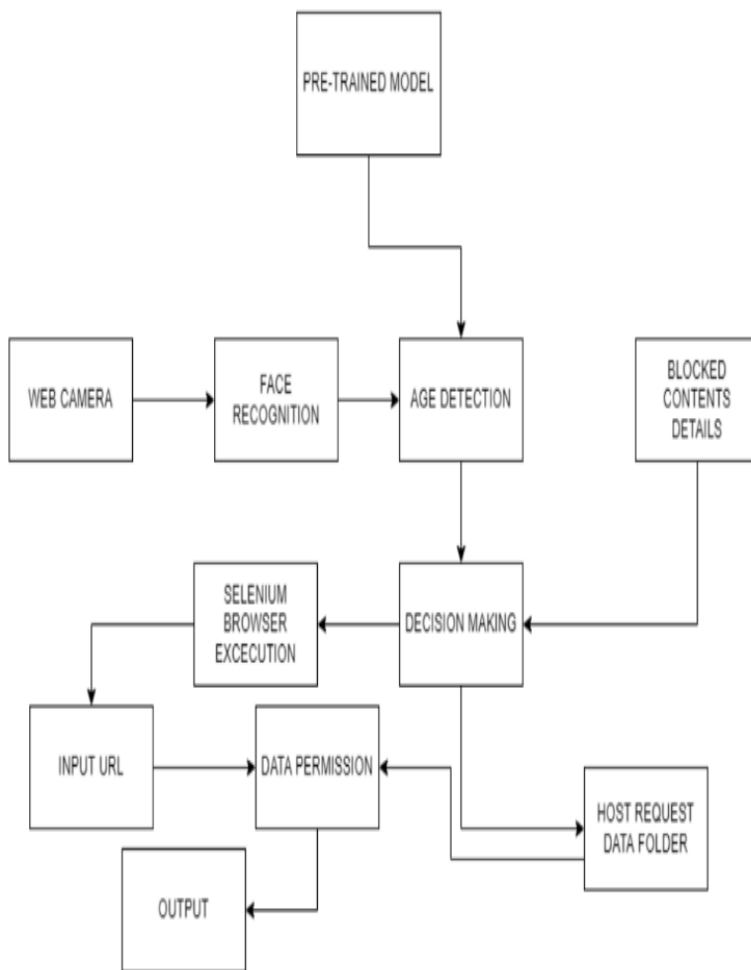 PRE-TRAINED MODEL
WEB CAMERA
FACE
RECOGNITION
AGE DETECTION
BLOCKED
CONTENTS
DETAILS
SELENIUM
BROWSER
EXCECUTION
DECISION MAKING
INPUT URL
DATA PERMISSION
HOST REQUEST
DATA FOLDER
OUTPUT